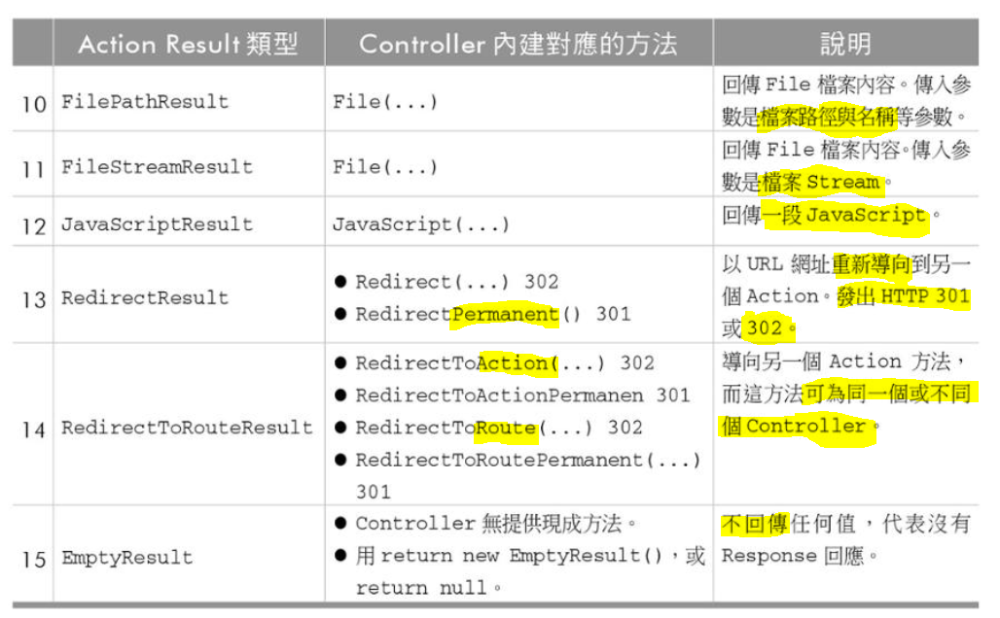 Action Result 類型 Controller 內建對應的方法 說明
10 FilePathResult File(...) 回傳 File 檔案內容。傳入參
數是檔案路徑與名稱等參數。
11 FileStreamResult File(...) 回傳 File 檔案內容。傳入參
數是檔案 Stream。
12 JavaScriptResult JavaScript(...) 回傳一段 JavaScript。
13 RedirectResult
● Redirect(...) 302
● RedirectPermanent() 301
以 URL 網址重新導向到另一
個 Action。發出 HTTP 301
或 302。
14 RedirectToRouteResult
● RedirectToAction(...) 302
● RedirectToActionPermanen 301
● RedirectToRoute(...) 302
● RedirectToRoutePermanent(...)
301
導向另一個 Action 方法，
而這方法可為同一個或不同
個 Controller。
15 EmptyResult
● Controller 無提供現成方法。
● 用 return new EmptyResult()，或
return null。
不回傳任何值，代表沒有
Response 回應。